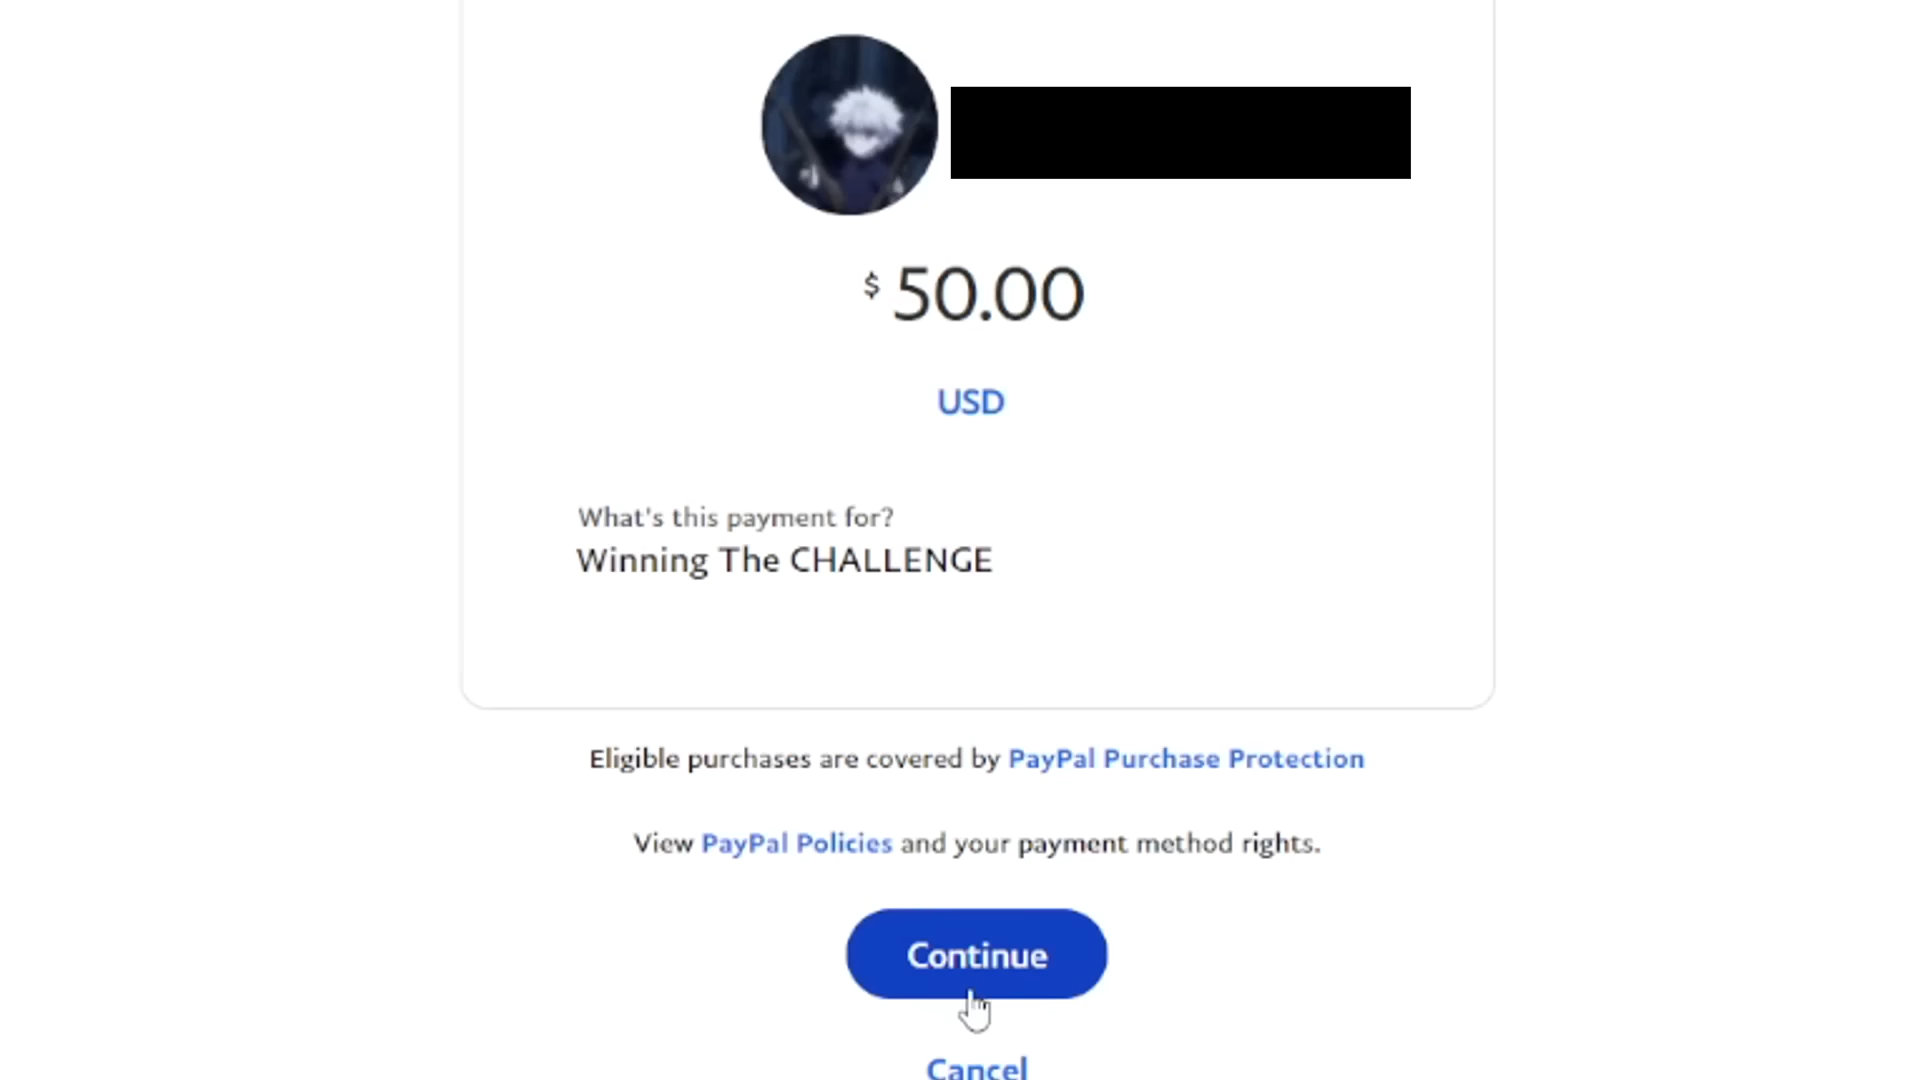 $ 50.00
USD
What's this payment for?
Winning The CHALLENGE
Eligible purchases are covered by PayPal Purchase Protection
View PayPal Policies and your payment method rights.
Continue
Cancel